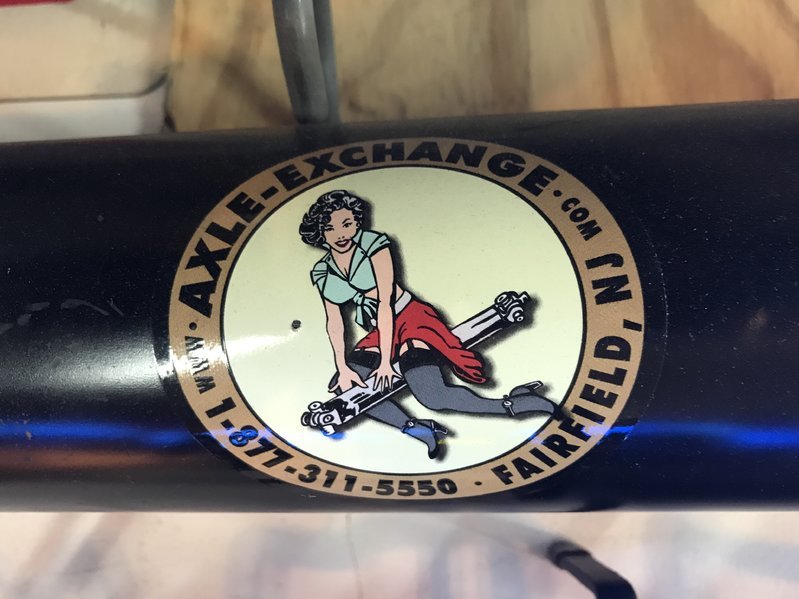 www.AXLE-EXCHANGE.com
1-877-311-5550 · FAIRFIELD, NJ